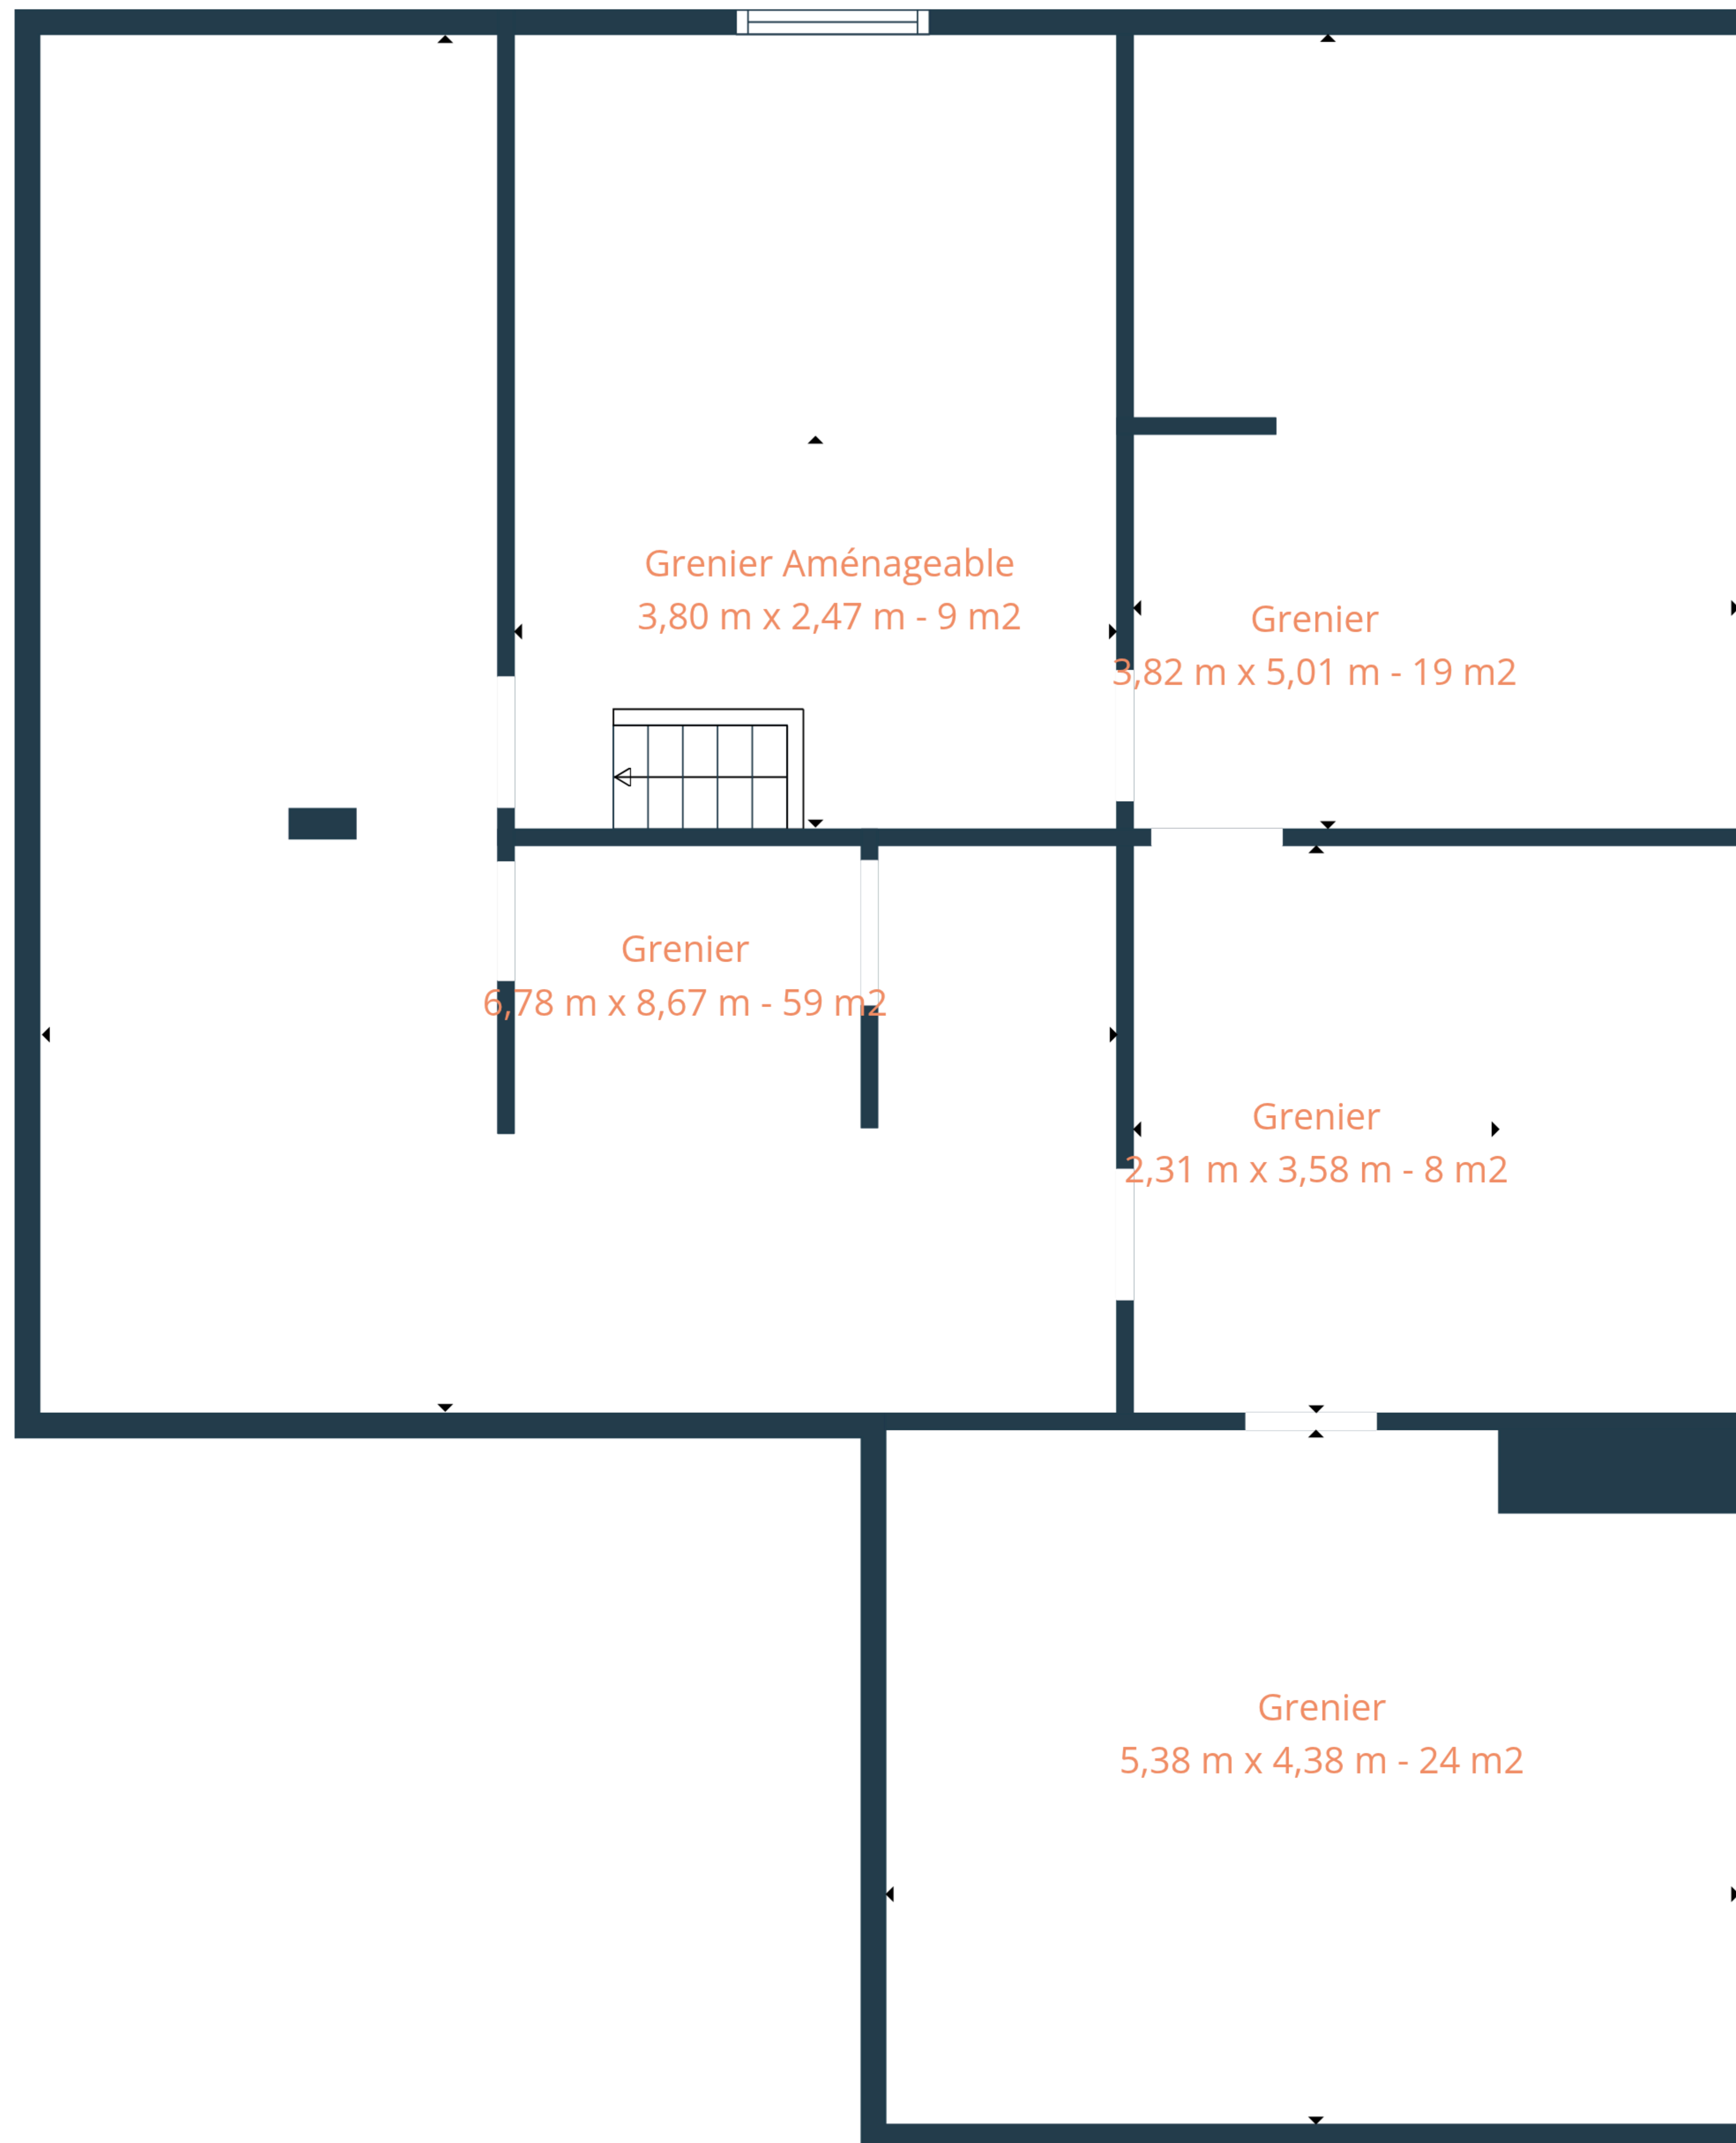 Grenier Aménageable
3,80 m x 2,47 m - 9 m2
Grenier
3,82 m x 5,01 m - 19 m2
Grenier
6,78 m x 8,67 m - 59 m2
Grenier
2,31 m x 3,58 m - 8 m2
Grenier
5,38 m x 4,38 m - 24 m2